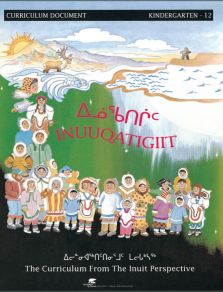 CURRICULUM DOCUMENT KINDERGARTEN - 12
ᐃᓅᖃᑎᒌᑦ
INUUQATIGIIT
The Curriculum From The Inuit Perspective